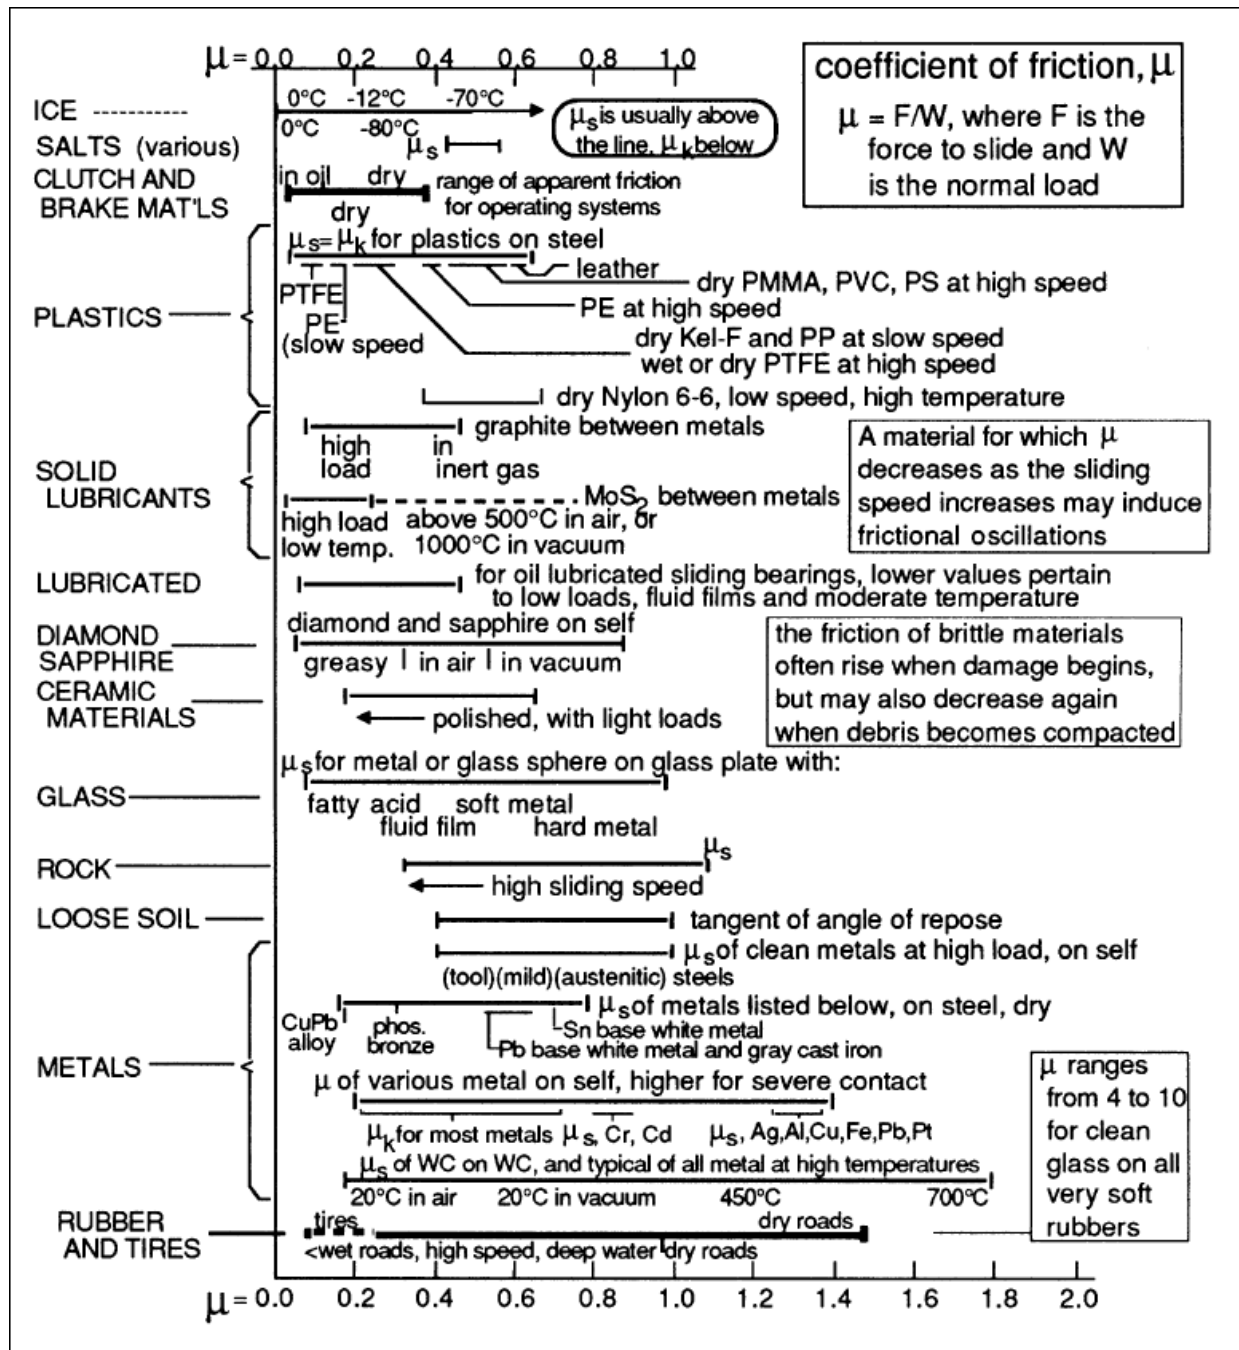 μ = 0.0 0.2 0.4 0.6 0.8 1.0
coefficient of friction, μ
μ = F/W, where F is the
force to slide and W
is the normal load
ICE
0°C -12°C -70°C
0°C -80°C
μs is usually above
the line, μk below
SALTS (various)
μs
CLUTCH AND
BRAKE MAT'LS
in oil dry
dry
range of apparent friction
for operating systems
PLASTICS
μs= μk for plastics on steel
leather
PTFE
dry PMMA, PVC, PS at high speed
PE
(slow speed
PE at high speed
dry Kel-F and PP at slow speed
wet or dry PTFE at high speed
dry Nylon 6-6, low speed, high temperature
SOLID
LUBRICANTS
graphite between metals
high in
load inert gas
A material for which μ
decreases as the sliding
speed increases may induce
frictional oscillations
MoS2 between metals
high load above 500°C in air, or
low temp. 1000°C in vacuum
LUBRICATED
for oil lubricated sliding bearings, lower values pertain
to low loads, fluid films and moderate temperature
DIAMOND
SAPPHIRE
diamond and sapphire on self
greasy in air in vacuum
the friction of brittle materials
often rise when damage begins,
but may also decrease again
when debris becomes compacted
CERAMIC
MATERIALS
polished, with light loads
GLASS
μs for metal or glass sphere on glass plate with:
fatty acid soft metal
fluid film hard metal
ROCK
μs
high sliding speed
LOOSE SOIL
tangent of angle of repose
METALS
μs of clean metals at high load, on self
(tool)(mild)(austenitic) steels
μs of metals listed below, on steel, dry
CuPb
alloy
phos.
bronze
Sn base white metal
Pb base white metal and gray cast iron
μ of various metal on self, higher for severe contact
μk for most metals μs, Cr, Cd μs, Ag,Al,Cu,Fe,Pb,Pt
μs of WC on WC, and typical of all metal at high temperatures
20°C in air 20°C in vacuum 450°C 700°C
μ ranges
from 4 to 10
for clean
glass on all
very soft
rubbers
RUBBER
AND TIRES
tires dry roads
<wet roads, high speed, deep water dry roads
μ = 0.0 0.2 0.4 0.6 0.8 1.0 1.2 1.4 1.6 1.8 2.0